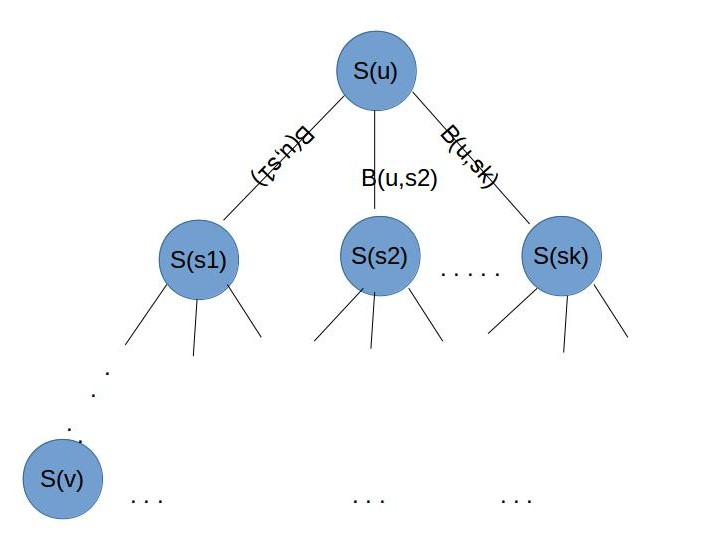 S(u)
B(u,s1)
B(u,s2)
B(u,sk)
S(s1)
S(s2)
. . . . .
S(sk)
S(v)
. . .
. . .
. . .